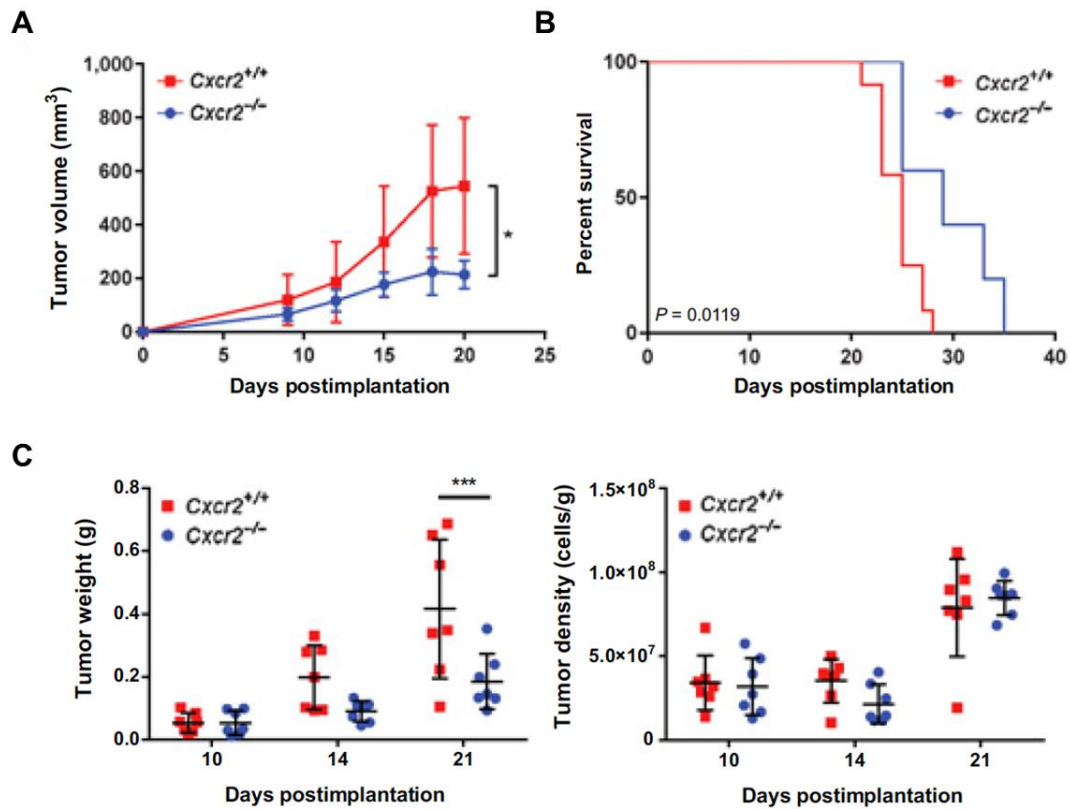 A
1,000
800
600
400
200
0
Tumor volume (mm³)
Cxcr2+/+
Cxcr2−/−
*
0 5 10 15 20 25
Days postimplantation
B
100
50
0
Percent survival
Cxcr2+/+
Cxcr2−/−
P = 0.0119
0 10 20 30 40
Days postimplantation
C
0.8
0.6
0.4
0.2
0.0
Tumor weight (g)
Cxcr2+/+
Cxcr2−/−
***
10 14 21
Days postimplantation
1.5×10⁸
1.0×10⁸
5.0×10⁷
0
Tumor density (cells/g)
Cxcr2+/+
Cxcr2−/−
10 14 21
Days postimplantation